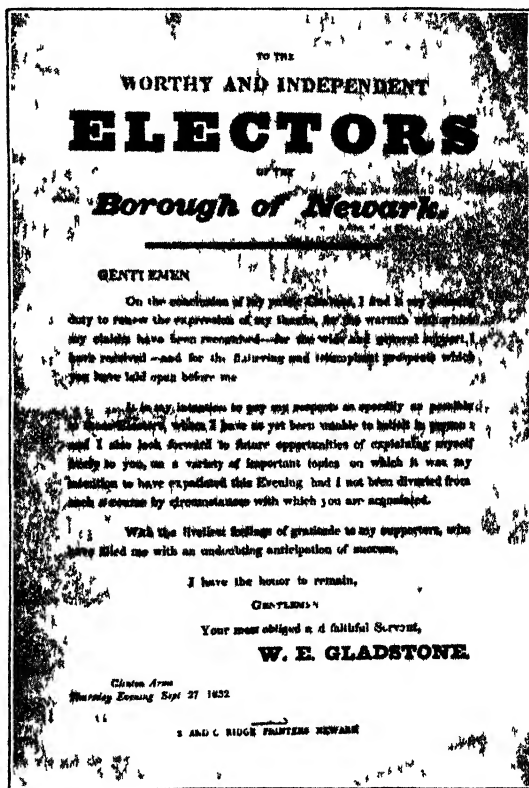 TO THE
WORTHY AND INDEPENDENT
ELECTORS
OF THE
Borough of Newark.
GENTLEMEN
On the conclusion of my public Canvass, I find it my
duty to renew the expression of my thanks, for the warmth with which
my claims have been recognised—for the wide and general support I
have received—and for the flattering and prospects which
you have laid open before me
It is my intention to pay my respects as speedily as possible
to those Electors, whom I have as yet been unable to in person:
and I also look forward to future opportunities of explaining myself
freely to you, on a variety of important topics on which it was my
intention to have expatiated this Evening had I not been diverted from
such a course by circumstances with which you are acquainted.
With the liveliest feelings of gratitude to my supporters, who
have filled me with an undoubting anticipation of success,
I have the honor to remain,
GENTLEMEN
Your most obliged and faithful Servant,
W. E. GLADSTONE.
Clinton Arms
Thursday Evening Sept 27 1832
S AND C RIDGE PRINTERS NEWARK